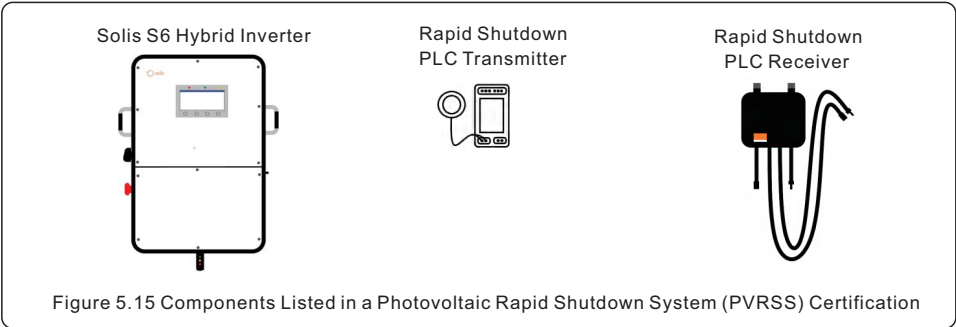 Solis S6 Hybrid Inverter
Rapid Shutdown
PLC Transmitter
Rapid Shutdown
PLC Receiver
solis
Figure 5.15 Components Listed in a Photovoltaic Rapid Shutdown System (PVRSS) Certification